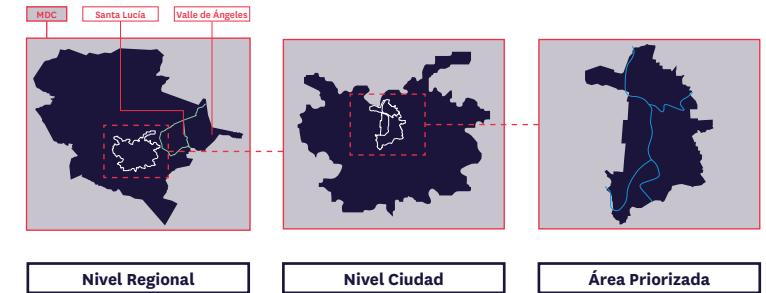 MDC
Santa Lucía
Valle de Ángeles
Nivel Regional
Nivel Ciudad
Área Priorizada